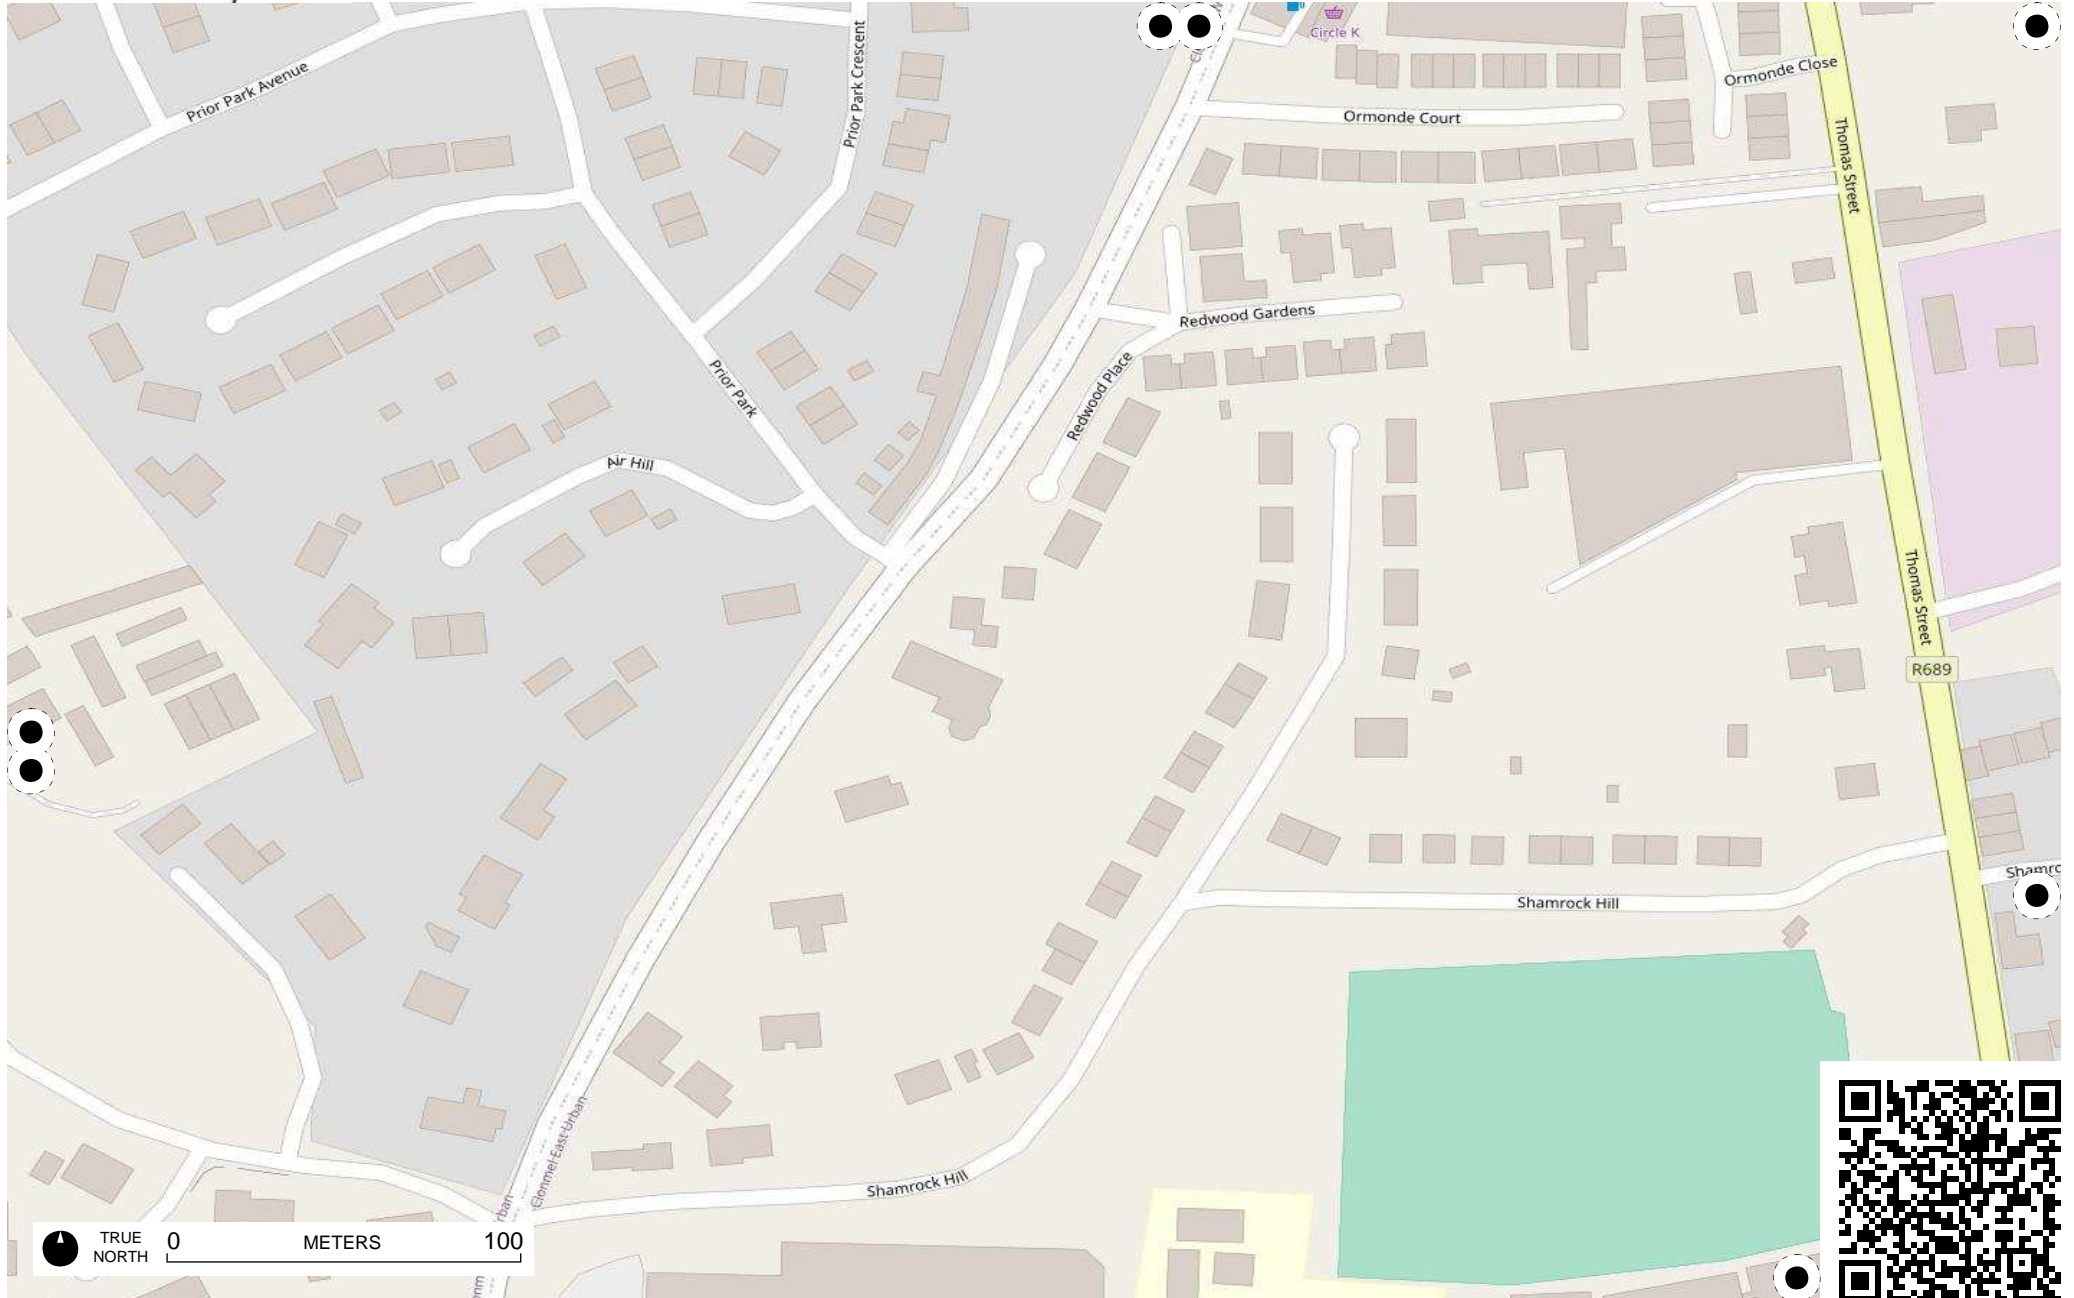 Circle K
Ormonde Close
Prior Park Avenue
Prior Park Crescent
Ormonde Court
Thomas Street
Redwood Gardens
Redwood Place
Prior Park
Air Hill
Thomas Street
R689
Shamrock Hill
Clonmel East Urban
Shamrock Hill
TRUE
NORTH
0 METERS 100